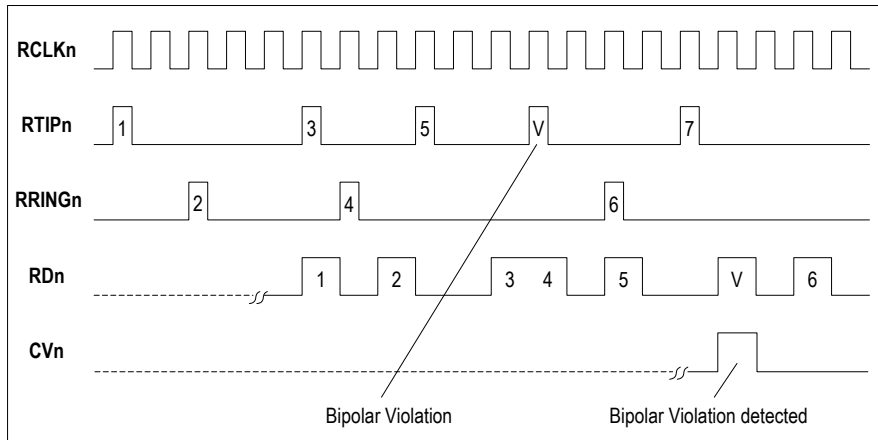 RCLKn
RTIPn 1 3 5 V 7
RRINGn 2 4 6
RDn 1 2 3 4 5 V 6
CVn
Bipolar Violation Bipolar Violation detected